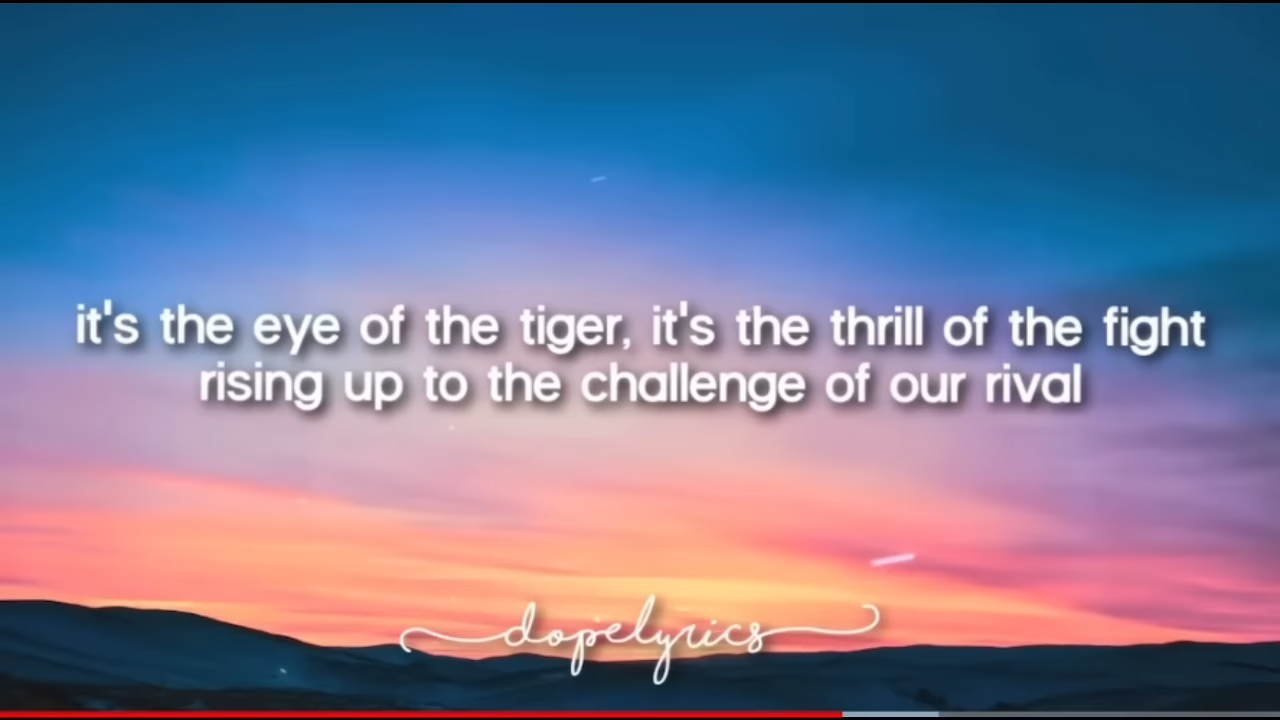 it's the eye of the tiger, it's the thrill of the fight
rising up to the challenge of our rival
dopelyrics